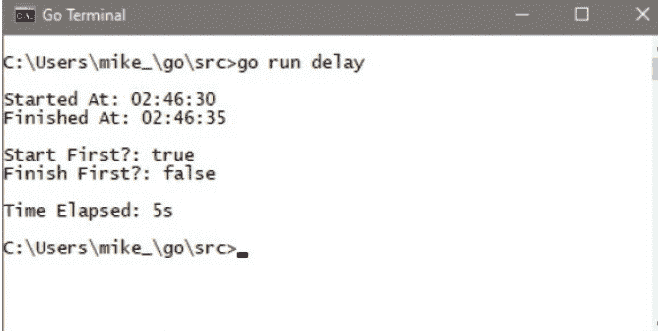 Go Terminal
C:\Users\mike_\go\src>go run delay
Started At: 02:46:30
Finished At: 02:46:35
Start First?: true
Finish First?: false
Time Elapsed: 5s
C:\Users\mike_\go\src>